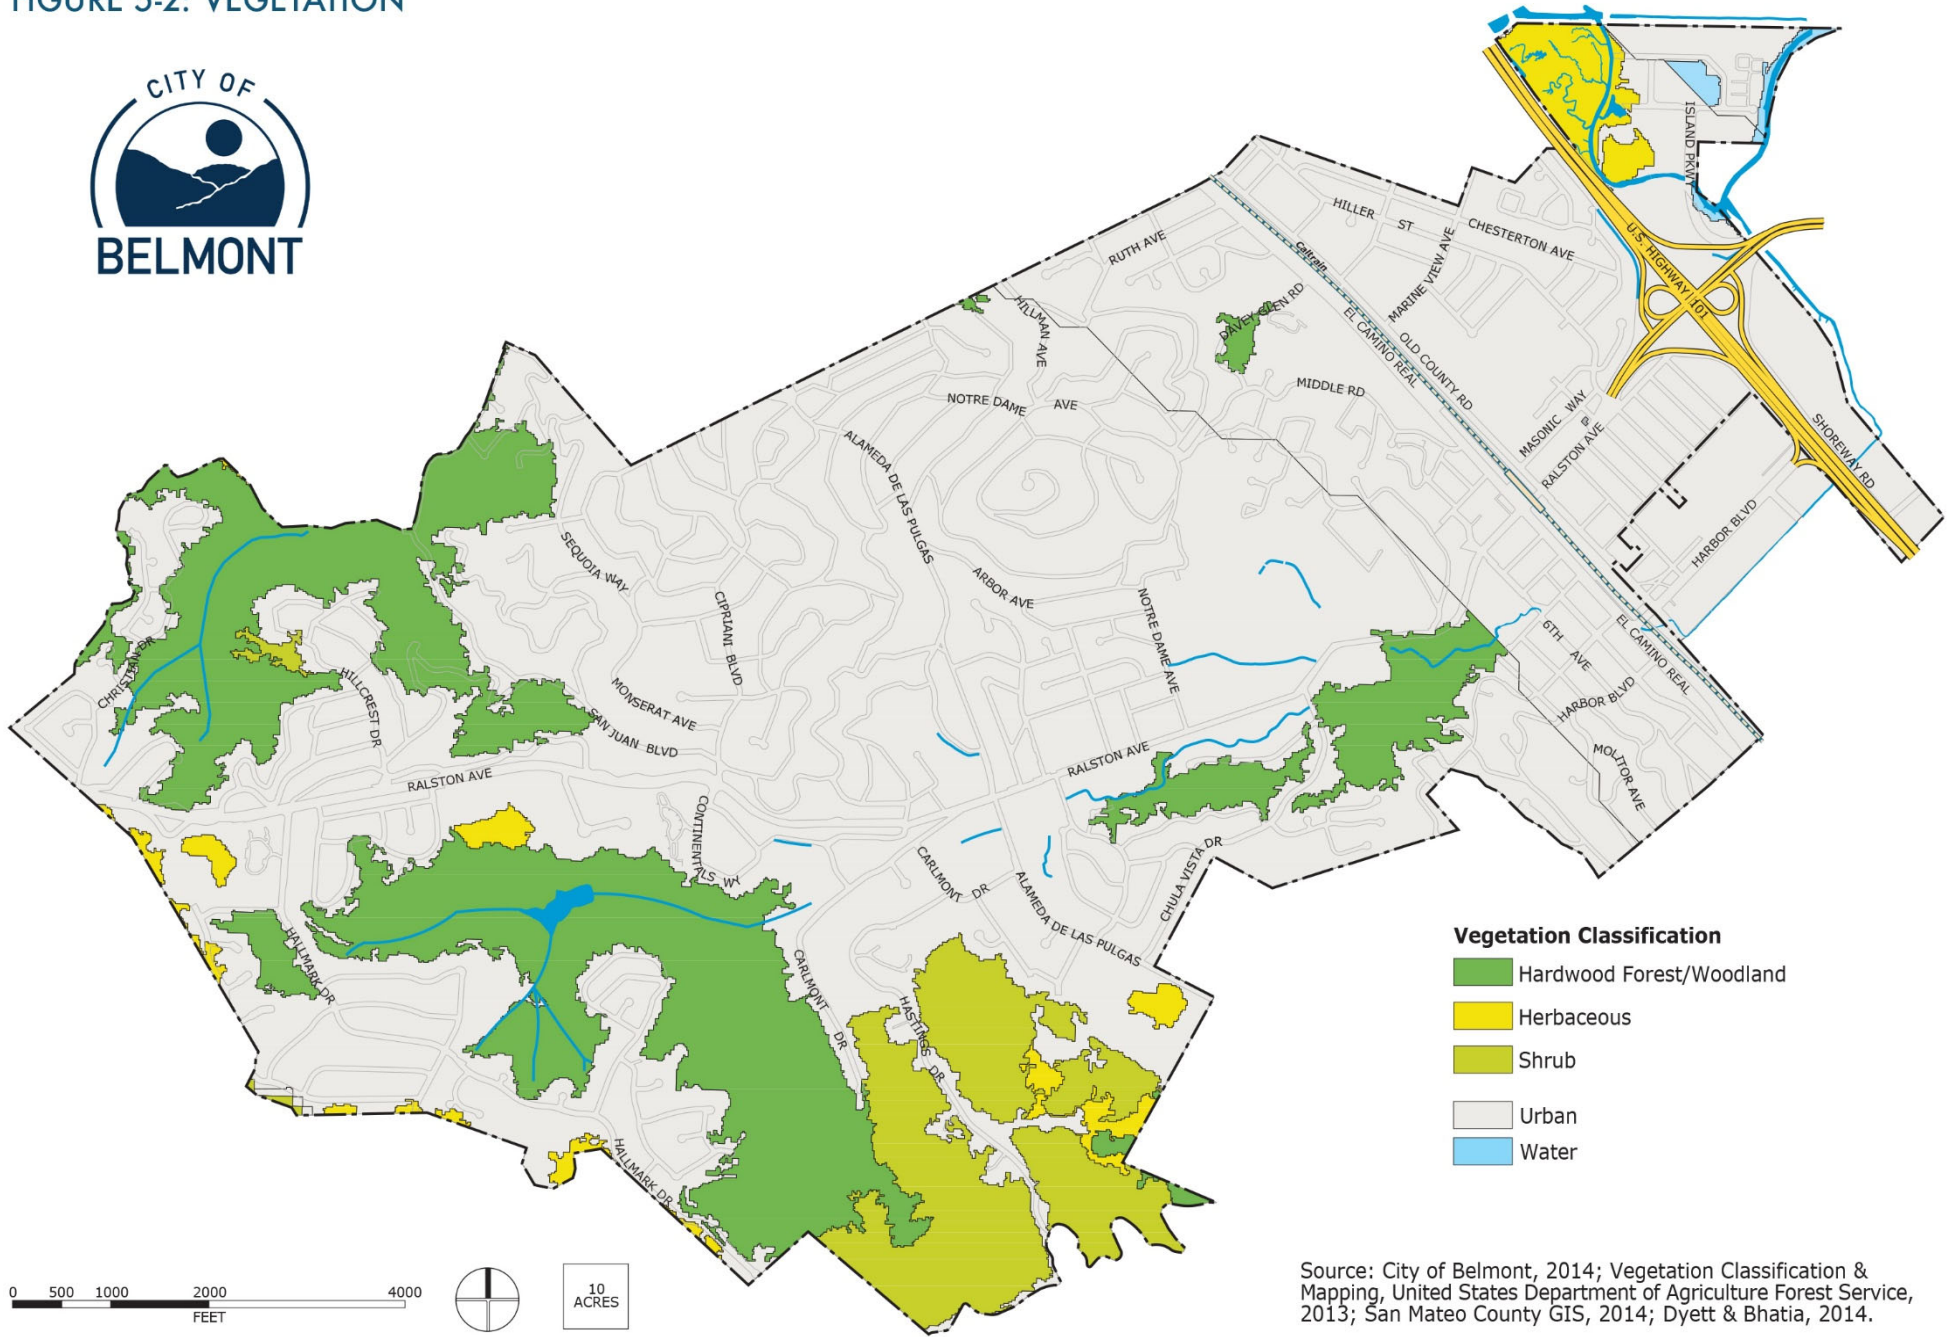 FIGURE 5-2: VEGETATION
CITY OF
BELMONT
ISLAND PKWY
HILLER ST
CHESTERTON AVE
MARINE VIEW AVE
U.S. HIGHWAY 101
RUTH AVE
Caltrain
DAVEY GLEN RD
EL CAMINO REAL
OLD COUNTY RD
HILLMAN AVE
MIDDLE RD
NOTRE DAME AVE
MASONIC WAY
RALSTON AVE
SHOREWAY RD
HARBOR BLVD
ALAMEDA DE LAS PULGAS
SEQUOIA WAY
ARBOR AVE
CIPRIANI BLVD
NOTRE DAME AVE
6TH AVE
EL CAMINO REAL
CHRISTIAN DR
HILLCREST DR
MONSERAT AVE
SAN JUAN BLVD
HARBOR BLVD
MOLITOR AVE
RALSTON AVE
RALSTON AVE
CONTINENTALS WY
CARLMONT DR
CHULA VISTA DR
ALAMEDA DE LAS PULGAS
HALLMARK DR
CARLMONT DR
HASTINGS DR
HALLMARK DR
Vegetation Classification
Hardwood Forest/Woodland
Herbaceous
Shrub
Urban
Water
0 500 1000 2000 4000
FEET
10
ACRES
Source: City of Belmont, 2014; Vegetation Classification &
Mapping, United States Department of Agriculture Forest Service,
2013; San Mateo County GIS, 2014; Dyett & Bhatia, 2014.